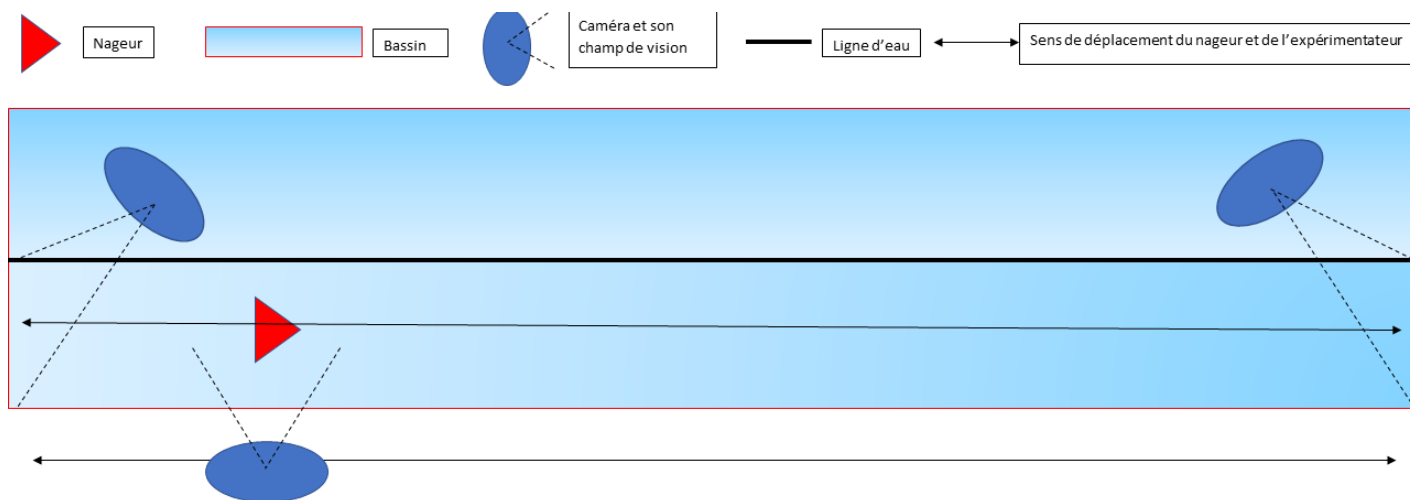 Nageur
Bassin
Caméra et son
champ de vision
Ligne d’eau
Sens de déplacement du nageur et de l’expérimentateur